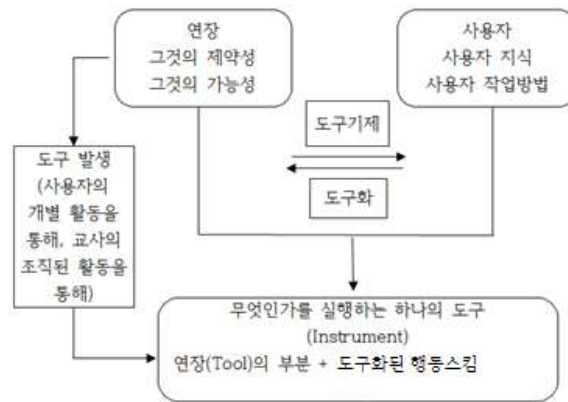 연장
그것의 제약성
그것의 가능성
사용자
사용자 지식
사용자 작업방법
도구기제
도구화
도구 발생
(사용자의
개별 활동을
통해, 교사의
조직된 활동을
통해)
무엇인가를 실행하는 하나의 도구
(Instrument)
연장(Tool)의 부분 + 도구화된 행동스킴